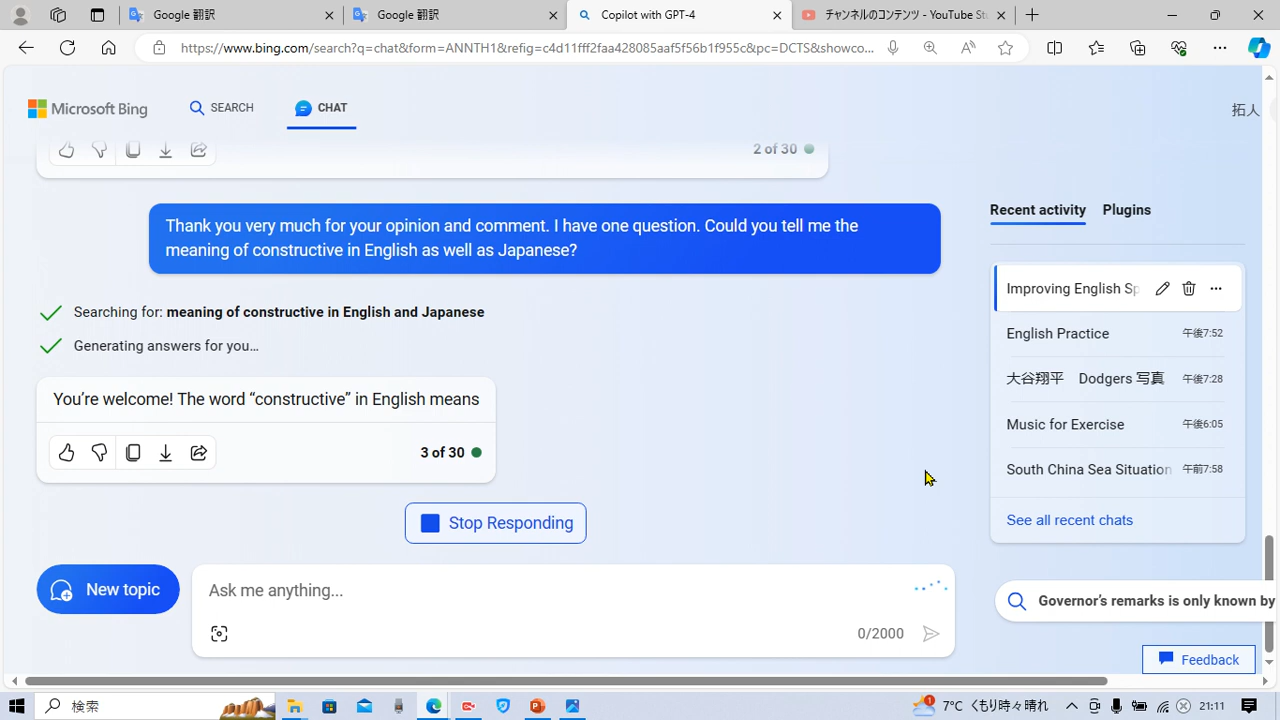 Google 翻訳
Google 翻訳
Copilot with GPT-4
チャンネルのコンテンツ - YouTube St
https://www.bing.com/search?q=chat&form=ANNTH1&refig=c4d11fff2faa428085aaf5f56b1f955c&pc=DCTS&showco...
Microsoft Bing
SEARCH
CHAT
拓人
2 of 30
Thank you very much for your opinion and comment. I have one question. Could you tell me the
meaning of constructive in English as well as Japanese?
Searching for: meaning of constructive in English and Japanese
Generating answers for you…
You're welcome! The word “constructive” in English means
3 of 30
Stop Responding
New topic
Ask me anything...
0/2000
Recent activity
Plugins
Improving English Sp
English Practice
午後7:52
大谷翔平　Dodgers 写真
午後7:28
Music for Exercise
午後6:05
South China Sea Situation
午前7:58
See all recent chats
Governor's remarks is only known by
Feedback
検索
7°C くもり時々晴れ
21:11